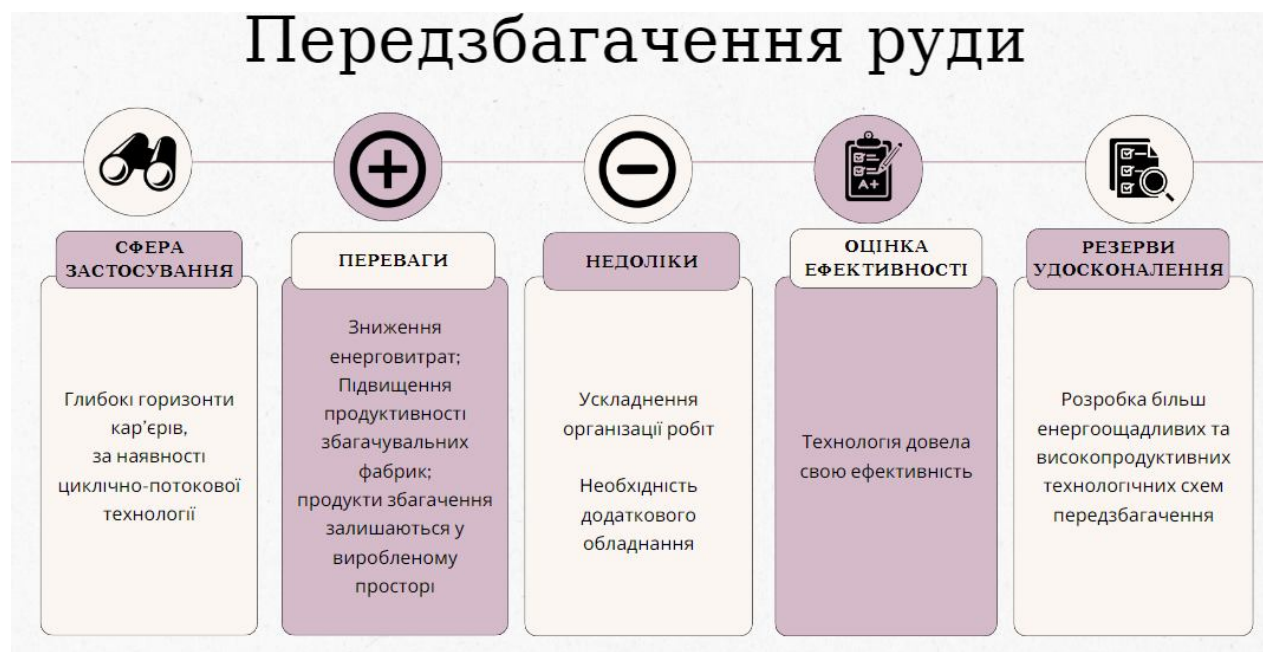 Передзбагачення руди
СФЕРА
ЗАСТОСУВАННЯ
Глибокі горизонти
кар'єрів,
за наявності
циклічно-потокової
технології
ПЕРЕВАГИ
Зниження
енерговитрат;
Підвищення
продуктивності
збагачувальних
фабрик;
продукти збагачення
залишаються у
виробленому
просторі
НЕДОЛІКИ
Ускладнення
організації робіт
Необхідність
додаткового
обладнання
A+
ОЦІНКА
ЕФЕКТИВНОСТІ
Технологія довела
свою ефективність
РЕЗЕРВИ
УДОСКОНАЛЕННЯ
Розробка більш
енергоощадливих та
високопродуктивних
технологічних схем
передзбагачення